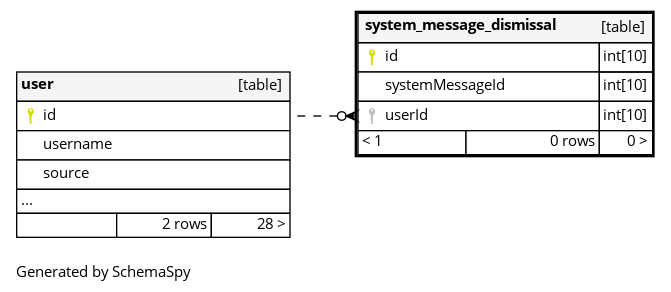 user [table]
id
username
source
...
2 rows 28 >
system_message_dismissal [table]
id int[10]
systemMessageId int[10]
userId int[10]
< 1 0 rows 0 >
Generated by SchemaSpy